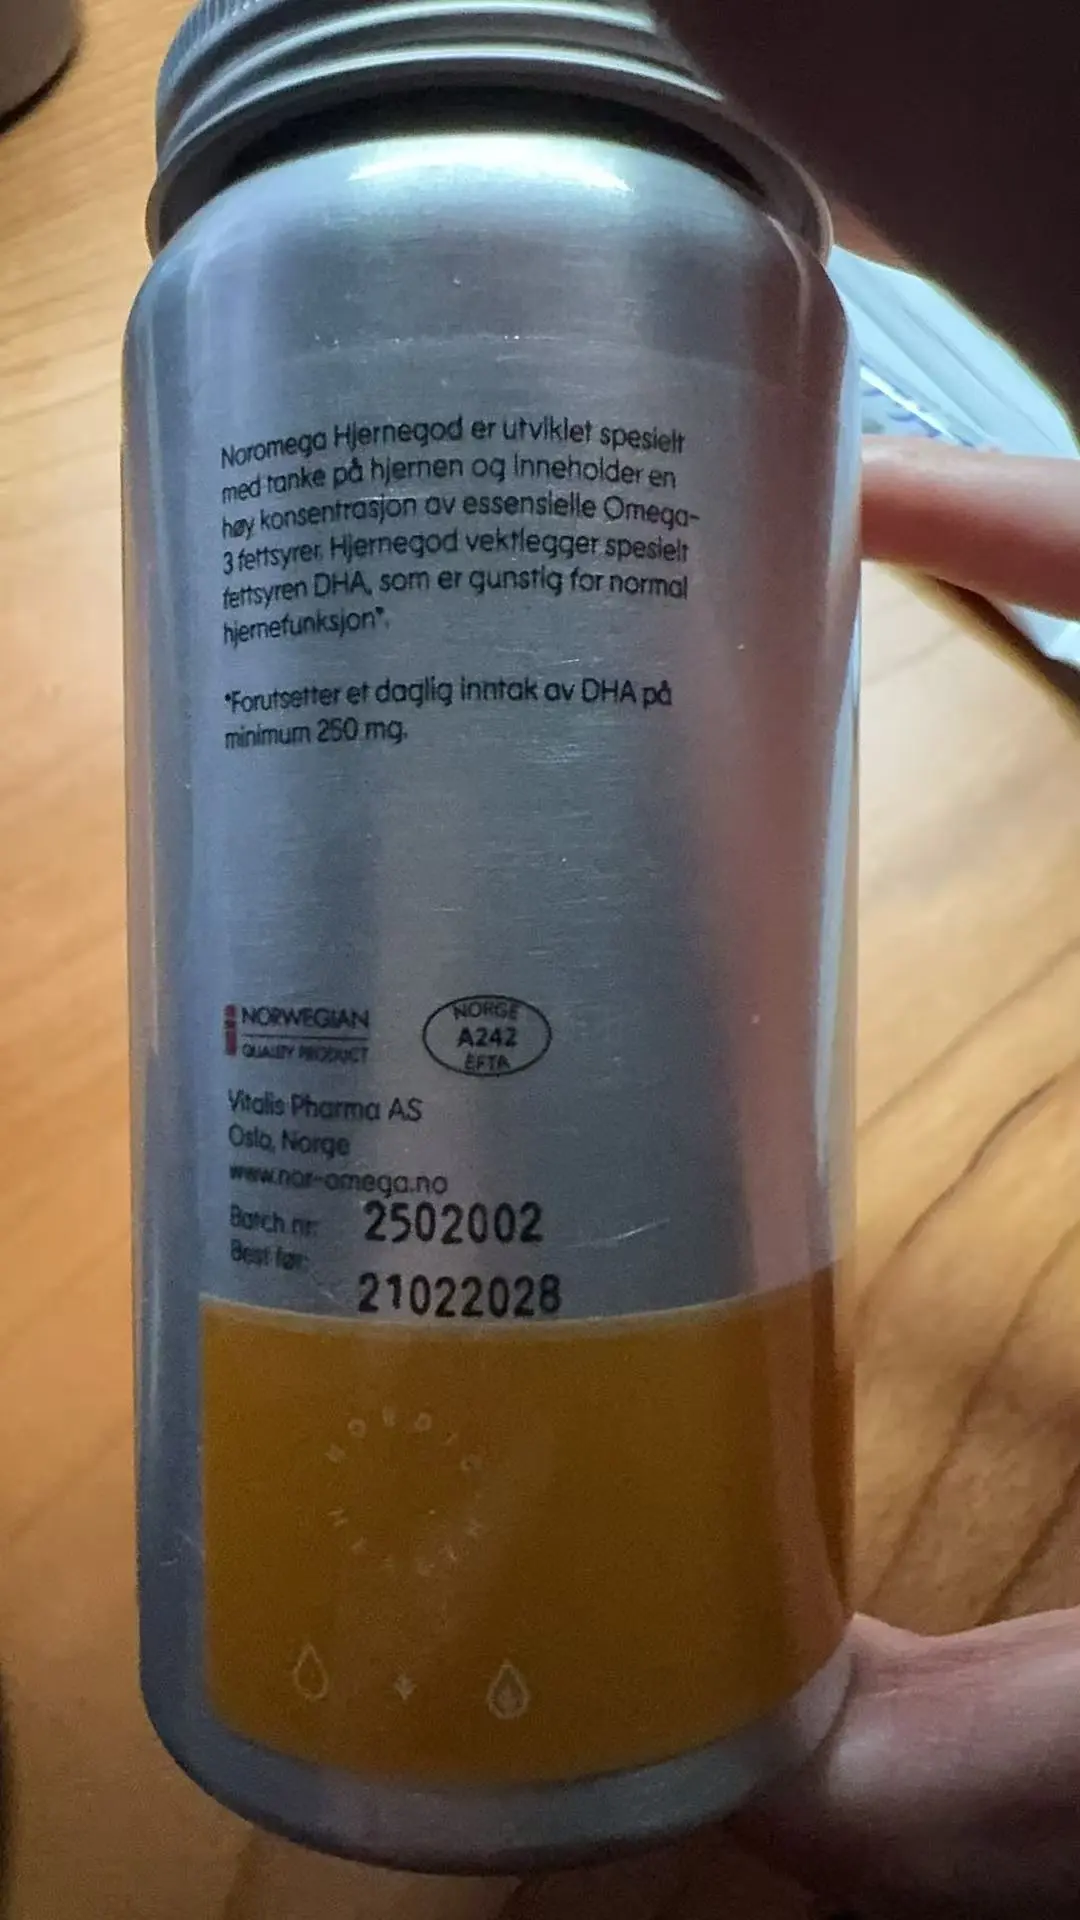 Noromega Hjernegod er utviklet spesielt
med tanke på hjernen og inneholder en
høy konsentrasjon av essensielle Omega-
3 fettsyrer. Hjernegod vektlegger spesielt
fettsyren DHA, som er gunstig for normal
hjernefunksjon*.
*Forutsetter et daglig inntak av DHA på
minimum 250 mg.
NORWEGIAN
QUALITY PRODUCT
NORGE
A242
EFTA
Vitalis Pharma AS
Oslo, Norge
www.nor-omega.no
Batch nr: 2502002
Best før:
21022028